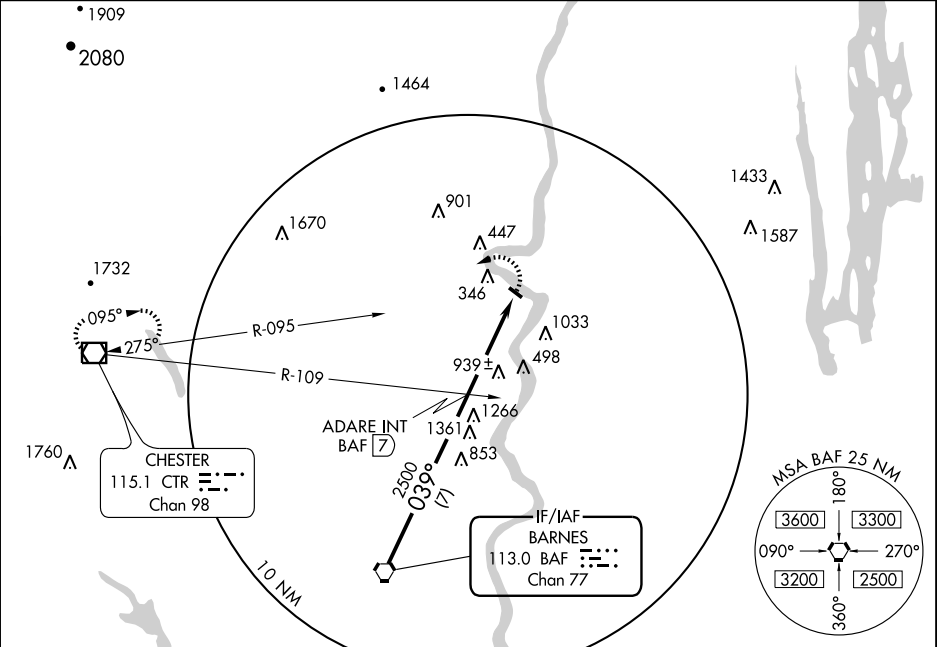 1909
2080
1464
1433
1587
901
1670
447
346
1732
095°
275°
R-095
R-109
1033
939±
498
ADARE INT
BAF 7
1266
1361
853
1760
CHESTER
115.1 CTR
Chan 98
2500
039°
(7)
IF/IAF
BARNES
113.0 BAF
Chan 77
10 NM
MSA BAF 25 NM
180°
3600 3300
090° 270°
3200 2500
360°